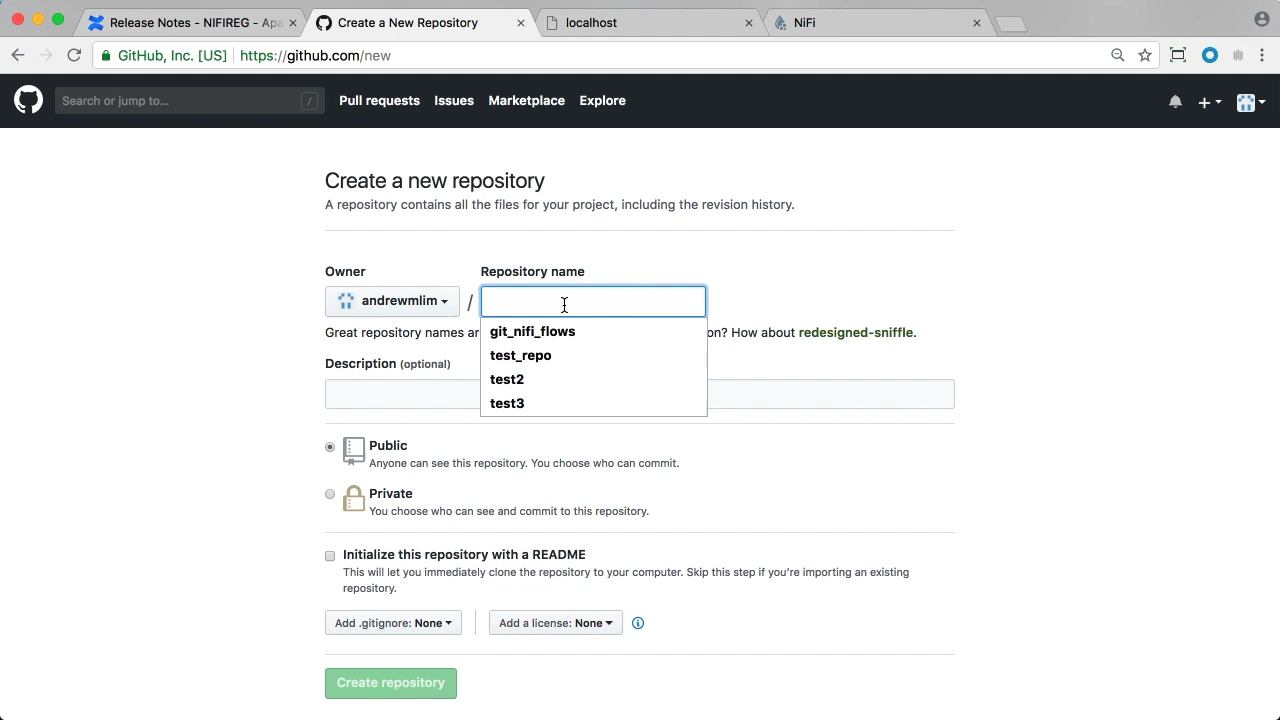 Release Notes - NIFIREG - Apa
Create a New Repository
localhost
NiFi
GitHub, Inc. [US]
https://github.com/new
Search or jump to...
/
Pull requests
Issues
Marketplace
Explore
Create a new repository
A repository contains all the files for your project, including the revision history.
Owner
Repository name
andrewmlim
/
git_nifi_flows
test_repo
test2
test3
Great repository names ar
on? How about redesigned-sniffle.
Description (optional)
Public
Anyone can see this repository. You choose who can commit.
Private
You choose who can see and commit to this repository.
Initialize this repository with a README
This will let you immediately clone the repository to your computer. Skip this step if you're importing an existing
repository.
Add .gitignore: None
Add a license: None
Create repository